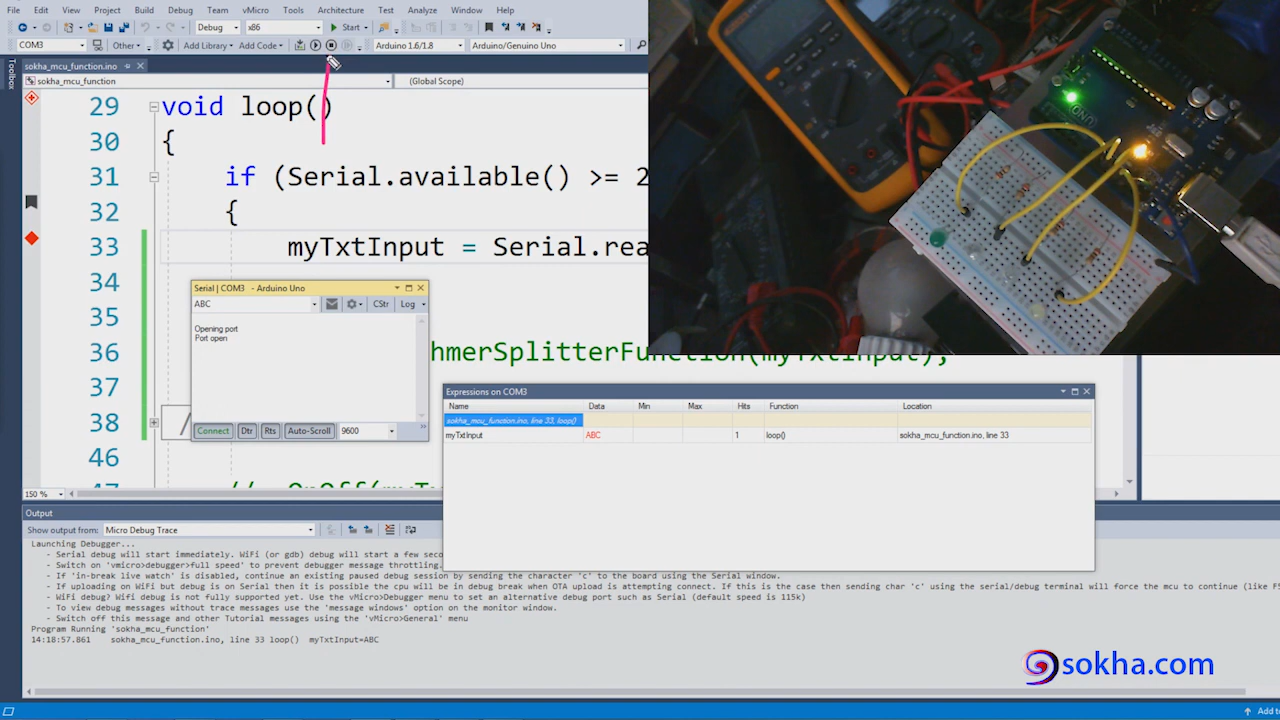 File Edit View Project Build Debug Team vMicro Tools Architecture Test Analyze Window Help
Debug x86 Start
COM3 Other Add Library Add Code Arduino 1.6/1.8 Arduino/Genuino Uno
Toolbox
sokha_mcu_function.ino
sokha_mcu_function (Global Scope)
29 void loop()
30 {
31 if (Serial.available() >= 2
32 {
33 myTxtInput = Serial.rea
34
35
36 hmerSplitterFunction(myTxtInput);
37
38 /
46
47 // OnOff(myT
Serial | COM3 - Arduino Uno
ABC CStr Log
Opening port
Port open
Connect Dtr Rts Auto-Scroll 9600
Expressions on COM3
Name Data Min Max Hits Function Location
sokha_mcu_function.ino, line 33, loop()
myTxtInput ABC 1 loop() sokha_mcu_function.ino, line 33
150 %
Output
Show output from: Micro Debug Trace
Launching Debugger...
- Serial debug will start immediately. WiFi (or gdb) debug will start a few seco
- Switch on 'vmicro>debugger>full speed' to prevent debugger message throttling.
- If 'in-break live watch' is disabled, continue an existing paused debug session by sending the character 'c' to the board using the Serial window.
- If uploading on WiFi but debug is on Serial then it is possible the cpu will be in debug break when OTA upload is attempting connect. If this is the case then sending char 'c' using the serial/debug terminal will force the mcu to continue (like F5
- WiFi debug? Wifi debug is not fully supported yet. Use the vMicro>Debugger menu to set an alternative debug port such as Serial (default speed is 115k)
- To view debug messages without trace messages use the 'message windows' option on the monitor window.
- Switch off this message and other Tutorial messages using the 'vMicro>General' menu
Program Running 'sokha_mcu_function'
14:18:57.861 sokha_mcu_function.ino, line 33 loop() myTxtInput=ABC
sokha.com
Add to
UNO